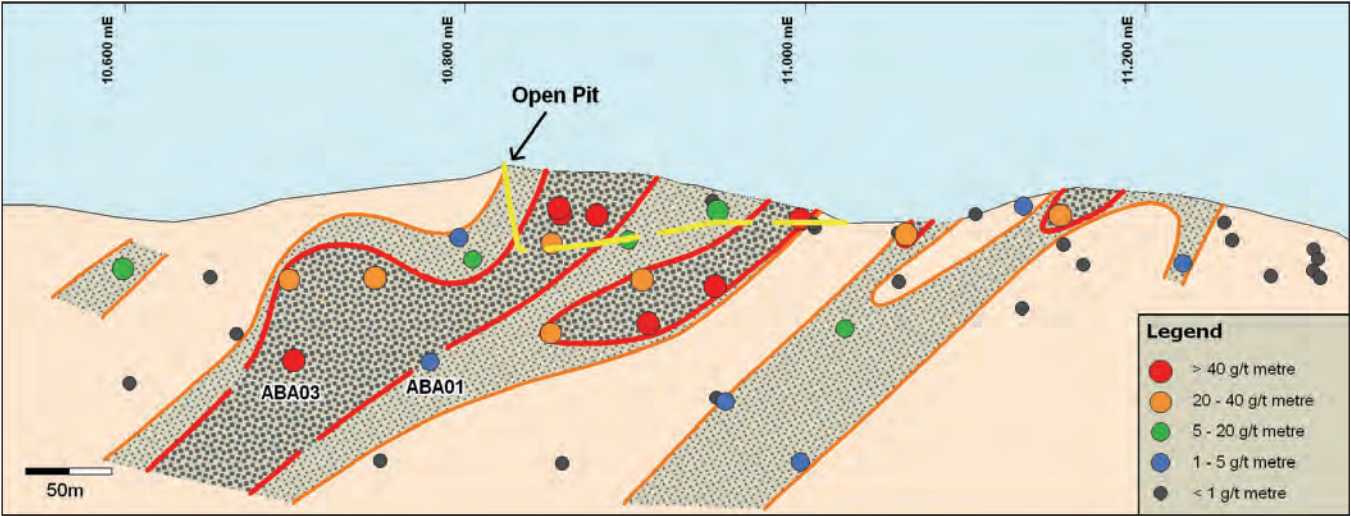 10,600 mE
10,800 mE
11,000 mE
11,200 mE
Open Pit
ABA03
ABA01
50m
Legend
> 40 g/t metre
20 - 40 g/t metre
5 - 20 g/t metre
1 - 5 g/t metre
< 1 g/t metre